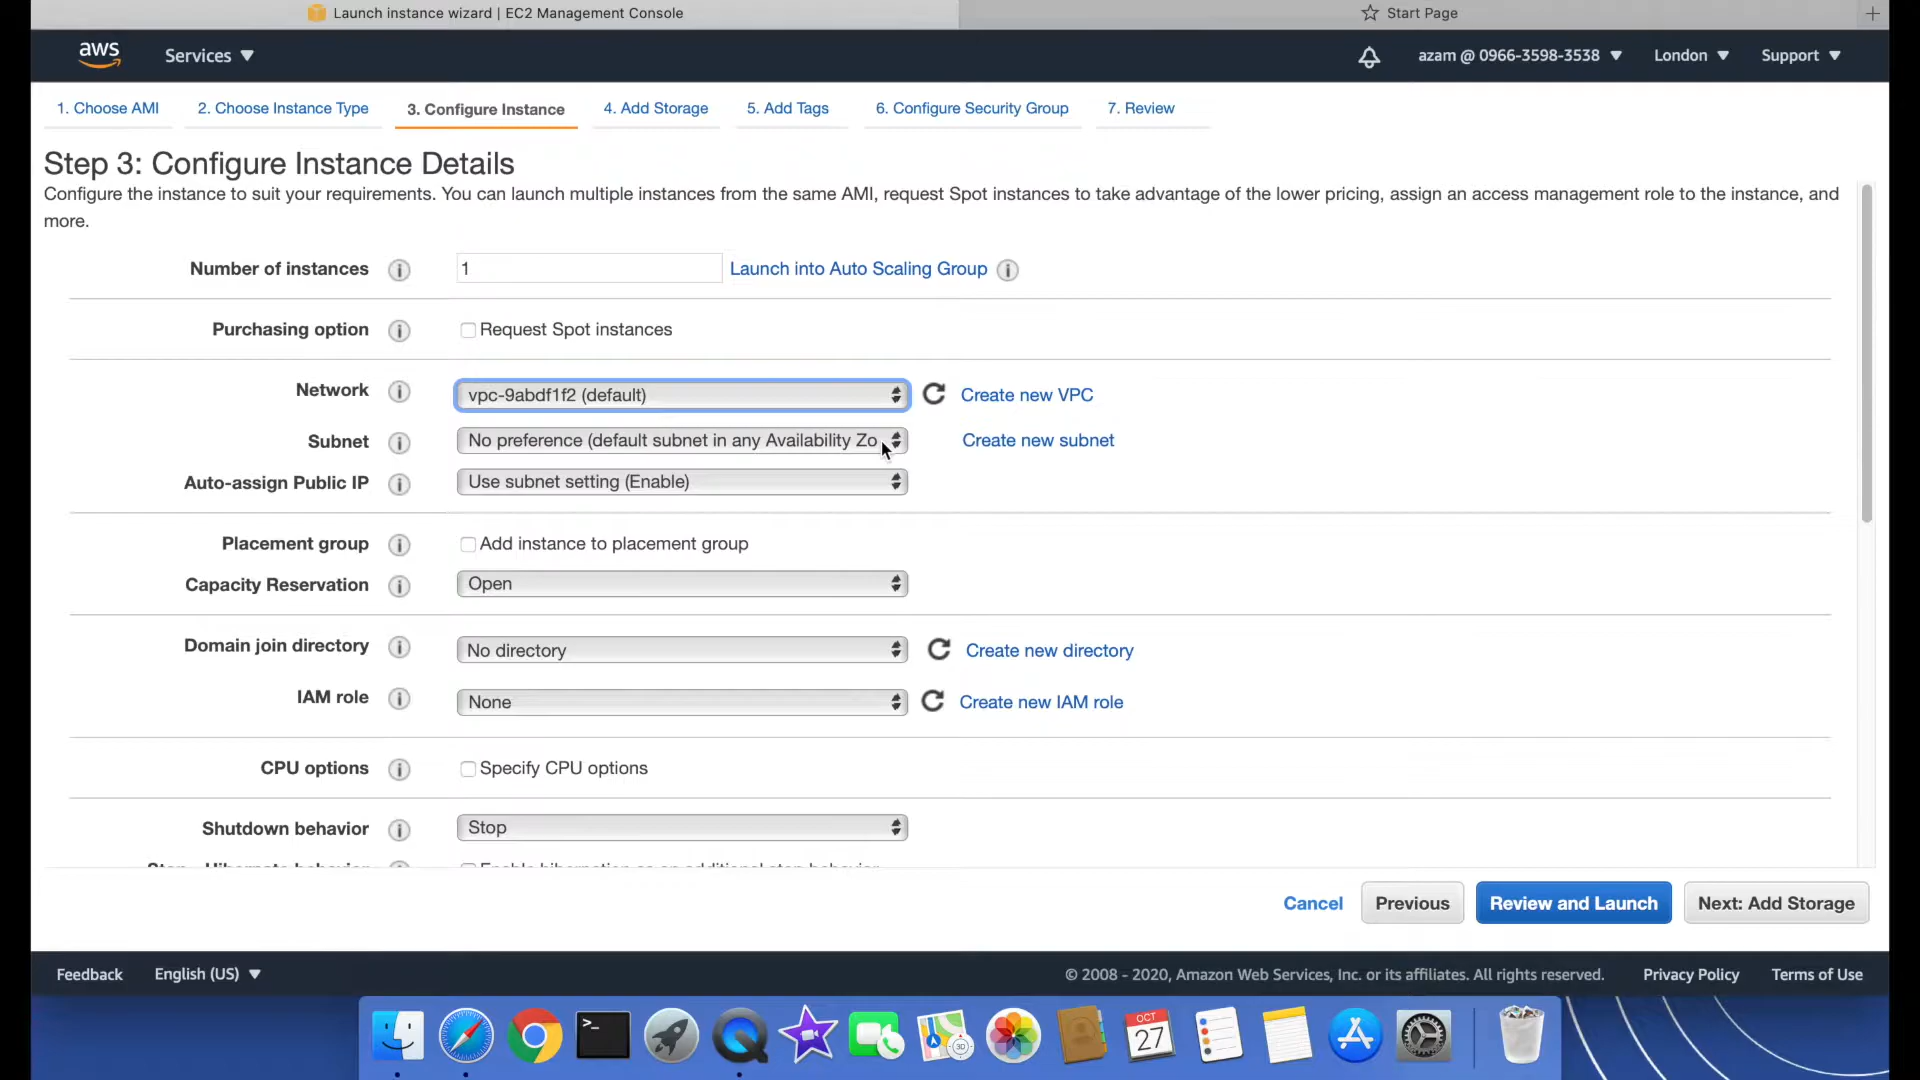 Launch instance wizard | EC2 Management Console
Start Page
aws
Services
azam @ 0966-3598-3538
London
Support
1. Choose AMI
2. Choose Instance Type
3. Configure Instance
4. Add Storage
5. Add Tags
6. Configure Security Group
7. Review
Step 3: Configure Instance Details
Configure the instance to suit your requirements. You can launch multiple instances from the same AMI, request Spot instances to take advantage of the lower pricing, assign an access management role to the instance, and
more.
Number of instances
1
Launch into Auto Scaling Group
Purchasing option
Request Spot instances
Network
vpc-9abdf1f2 (default)
Create new VPC
Subnet
No preference (default subnet in any Availability Zo
Create new subnet
Auto-assign Public IP
Use subnet setting (Enable)
Placement group
Add instance to placement group
Capacity Reservation
Open
Domain join directory
No directory
Create new directory
IAM role
None
Create new IAM role
CPU options
Specify CPU options
Shutdown behavior
Stop
Stop - Hibernate behavior
Enable hibernation as an additional stop behavior
Cancel
Previous
Review and Launch
Next: Add Storage
Feedback
English (US)
© 2008 - 2020, Amazon Web Services, Inc. or its affiliates. All rights reserved.
Privacy Policy
Terms of Use
OCT
27
3D